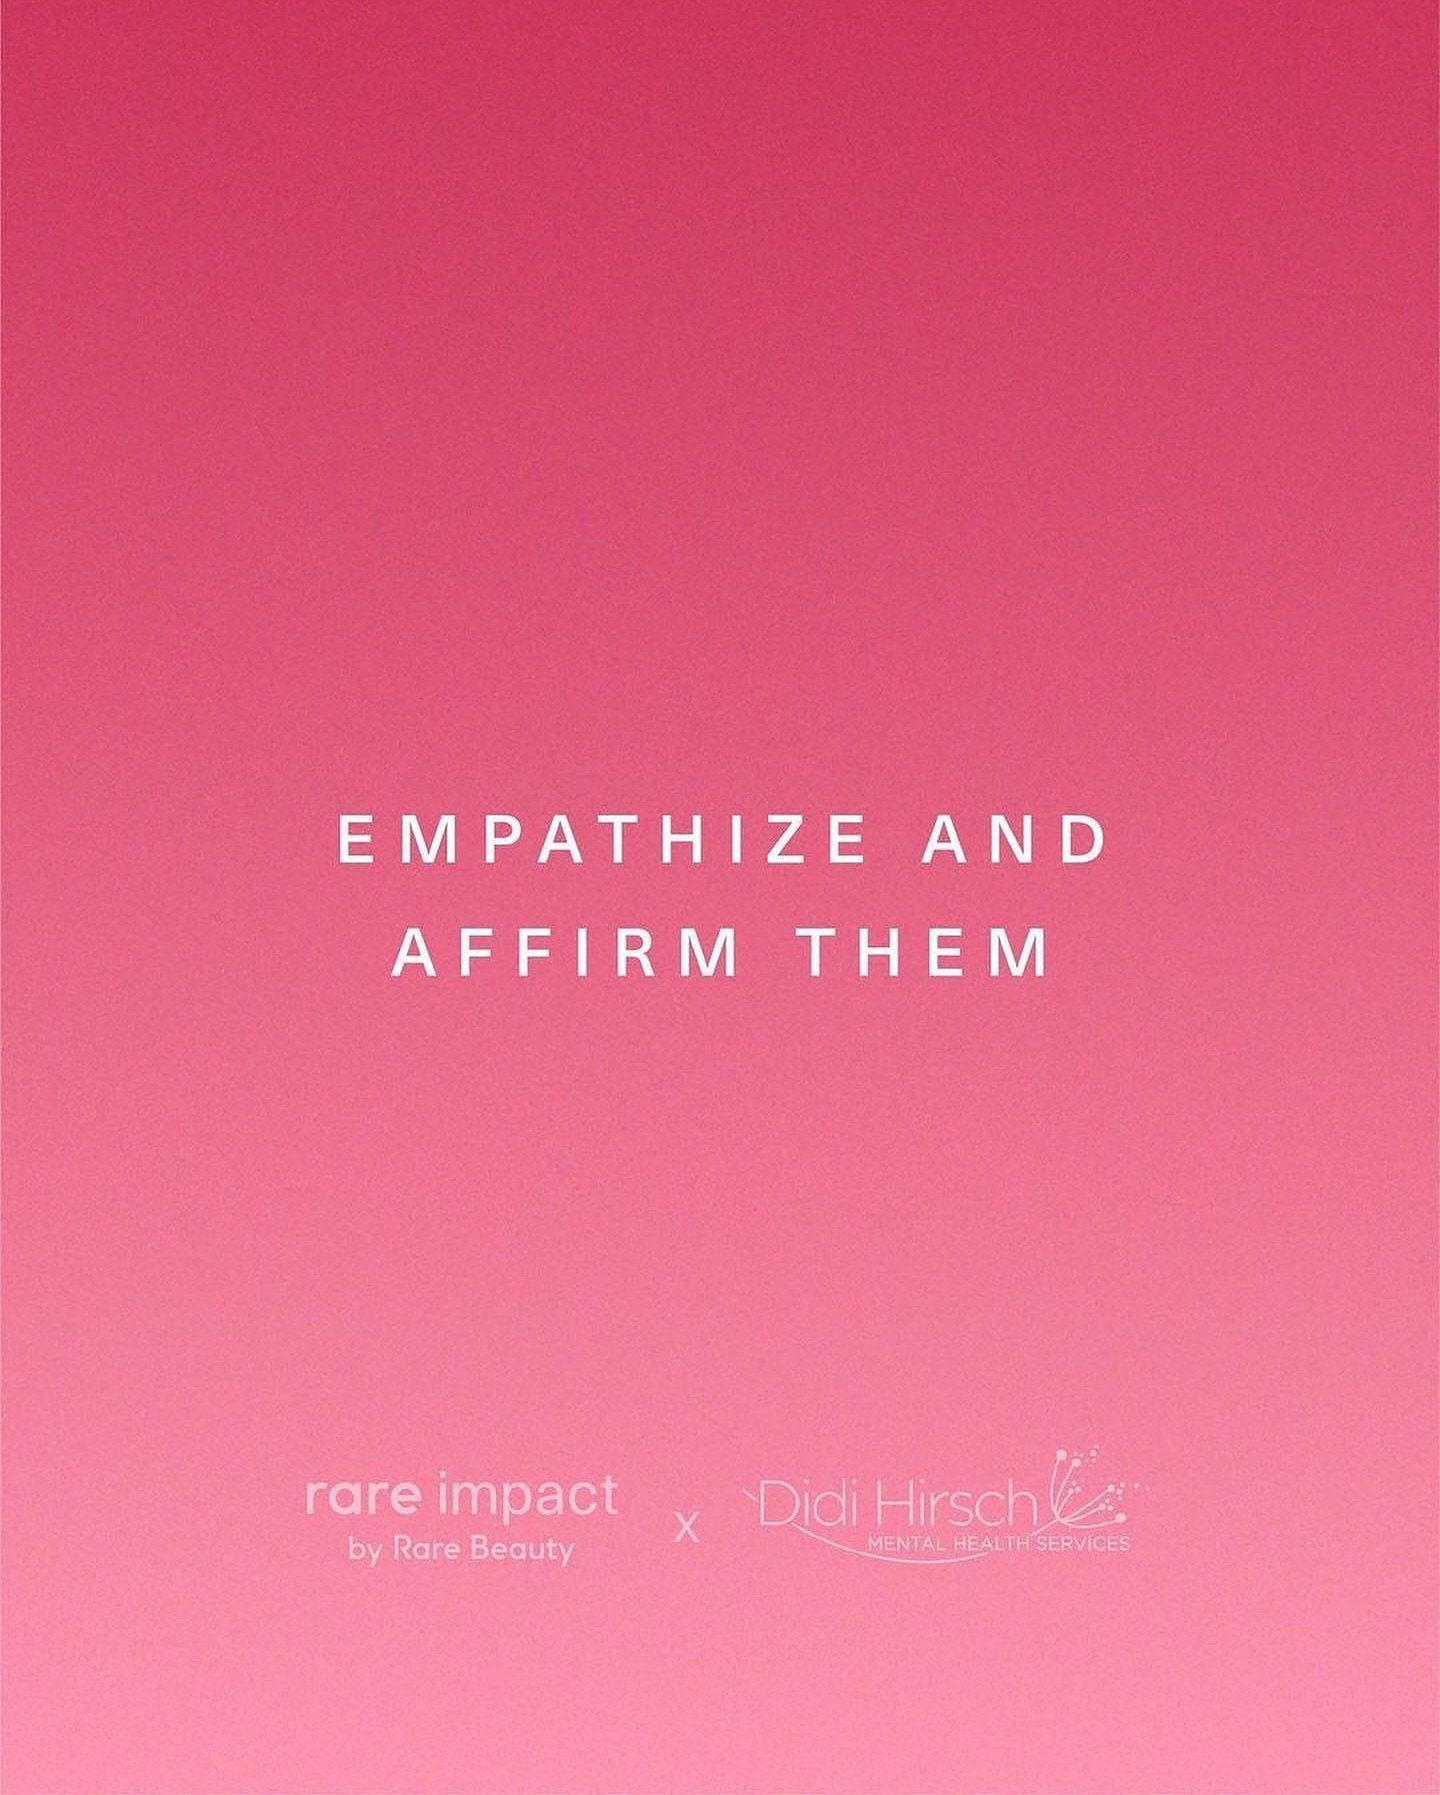 EMPATHIZE AND
AFFIRM THEM
rare impact
by Rare Beauty
x
Didi Hirsch
MENTAL HEALTH SERVICES